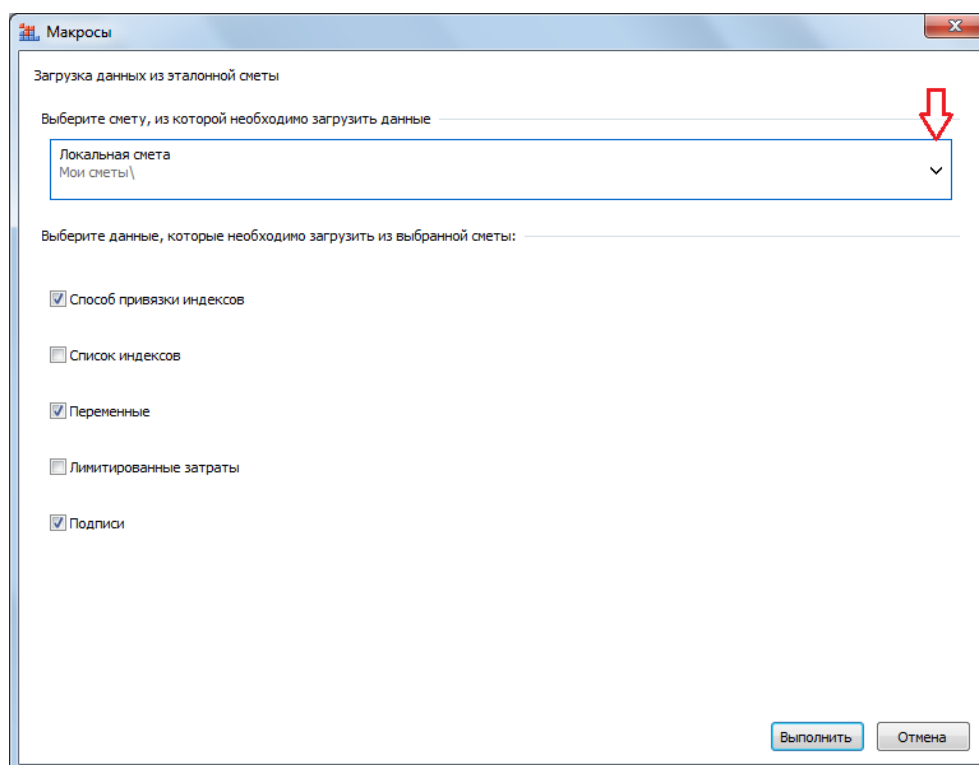 Макросы
Загрузка данных из эталонной сметы
Выберите смету, из которой необходимо загрузить данные
Локальная смета
Мои сметы\
Выберите данные, которые необходимо загрузить из выбранной сметы:
Способ привязки индексов
Список индексов
Переменные
Лимитированные затраты
Подписи
Выполнить Отмена